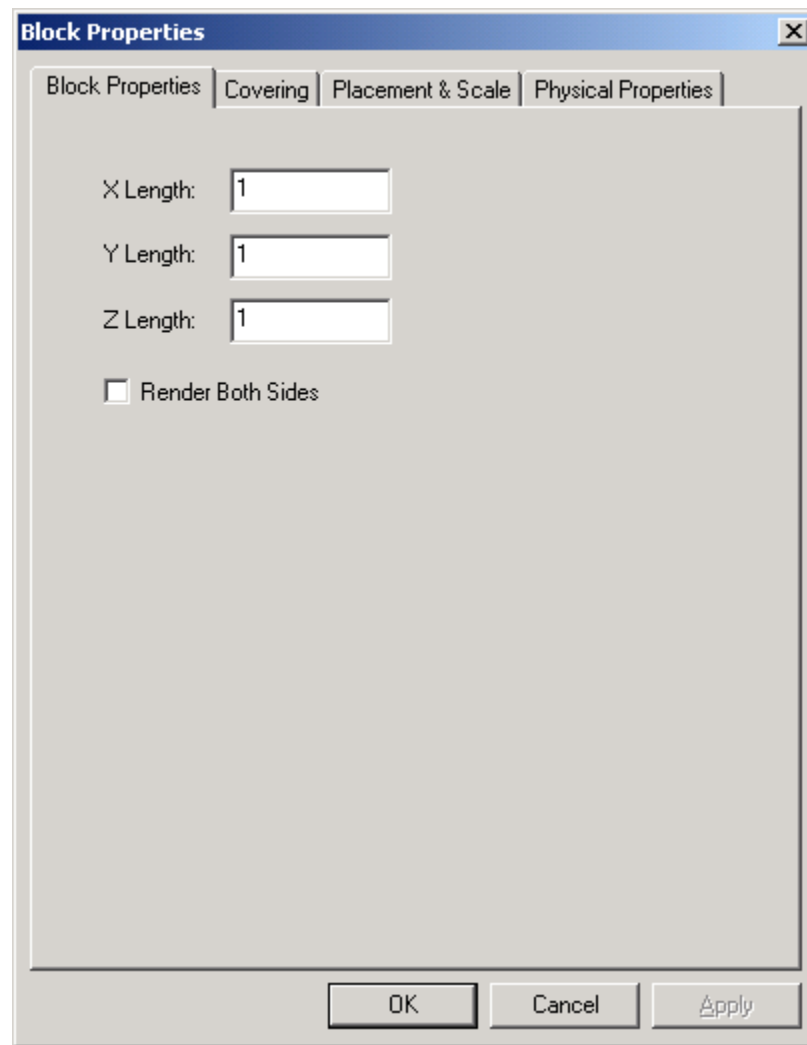 Block Properties
Block Properties Covering Placement & Scale Physical Properties
X Length: 1
Y Length: 1
Z Length: 1
Render Both Sides
OK Cancel Apply